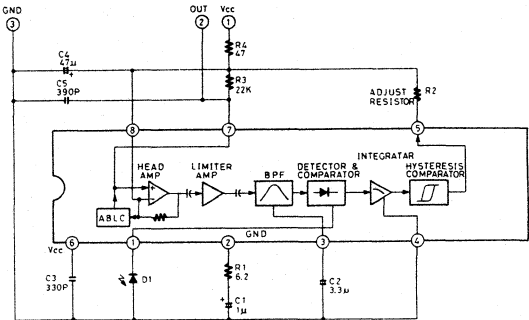 GND
3
OUT
2
Vcc
1
C4
47μ
+
R4
47
C5
390P
R3
22K
ADJUST
RESISTOR
R2
8
7
5
HEAD
AMP
LIMITER
AMP
BPF
DETECTOR &
COMPARATOR
INTEGRATAR
HYSTERESIS
COMPARATOR
+
-
ABLC
GND
Vcc
6
1
2
3
4
C3
330P
D1
R1
6.2
+
C1
1μ
C2
3.3μ